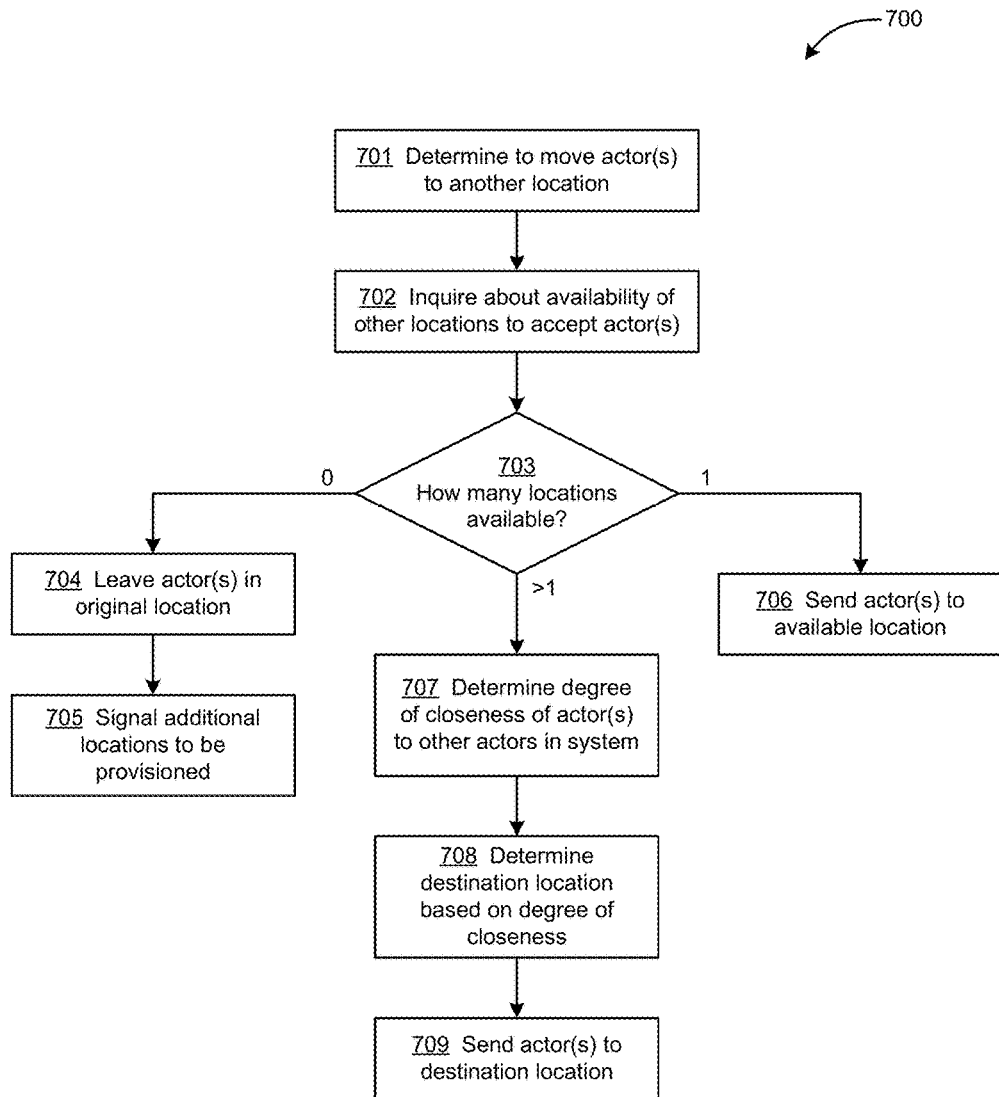 700
701 Determine to move actor(s)
to another location
702 Inquire about availability of
other locations to accept actor(s)
703
How many locations
available?
0
1
>1
704 Leave actor(s) in
original location
706 Send actor(s) to
available location
705 Signal additional
locations to be
provisioned
707 Determine degree
of closeness of actor(s)
to other actors in system
708 Determine
destination location
based on degree of
closeness
709 Send actor(s) to
destination location